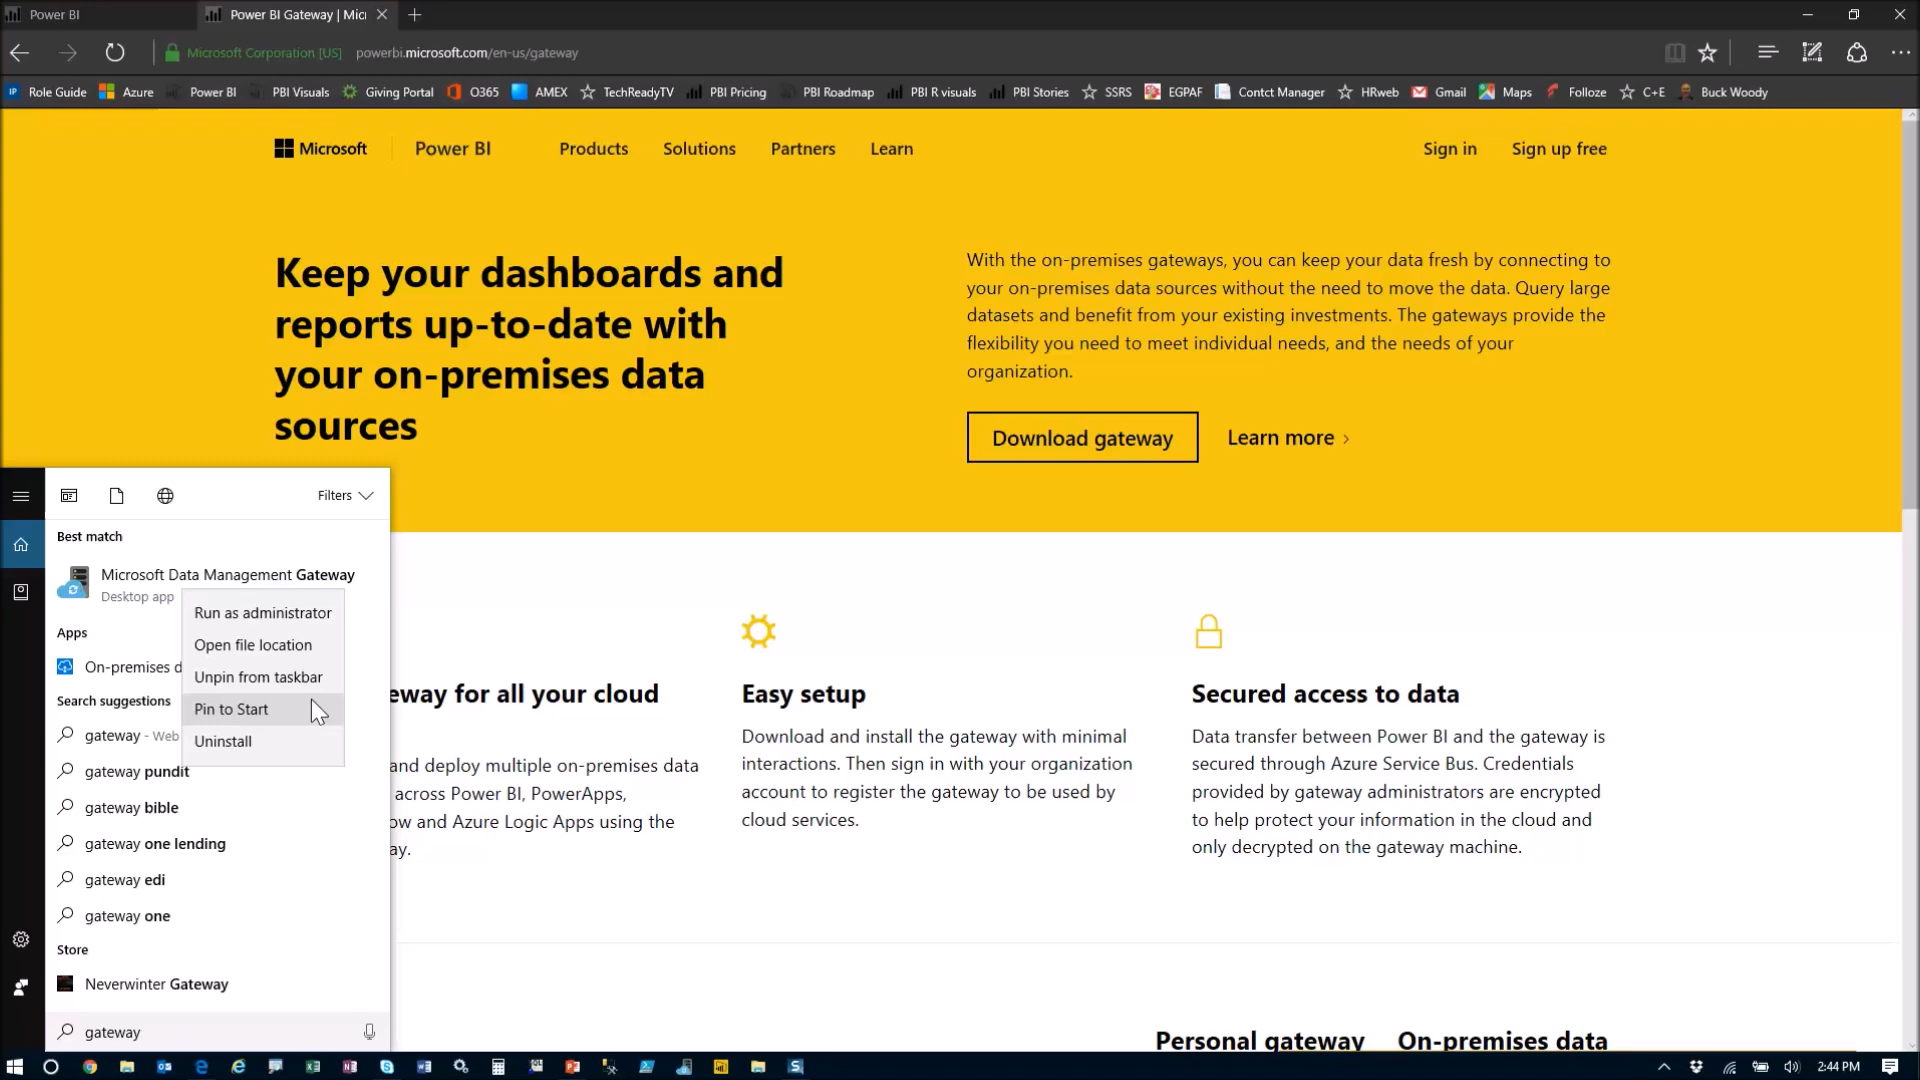 Power BI
Power BI Gateway | Mic
Microsoft Corporation [US] powerbi.microsoft.com/en-us/gateway
Role Guide Azure Power BI PBI Visuals Giving Portal O365 AMEX TechReadyTV PBI Pricing PBI Roadmap PBI R visuals PBI Stories SSRS EGPAF Contct Manager HRweb Gmail Maps Folloze C+E Buck Woody
Microsoft Power BI Products Solutions Partners Learn Sign in Sign up free
Keep your dashboards and
reports up-to-date with
your on-premises data
sources
With the on-premises gateways, you can keep your data fresh by connecting to
your on-premises data sources without the need to move the data. Query large
datasets and benefit from your existing investments. The gateways provide the
flexibility you need to meet individual needs, and the needs of your
organization.
Download gateway Learn more ›
Filters
Best match
Microsoft Data Management Gateway
Desktop app
Apps
On-premises d
Search suggestions
gateway - Web
gateway pundit
gateway bible
gateway one lending
gateway edi
gateway one
Store
Neverwinter Gateway
gateway
Run as administrator
Open file location
Unpin from taskbar
Pin to Start
Uninstall
eway for all your cloud
and deploy multiple on-premises data
across Power BI, PowerApps,
ow and Azure Logic Apps using the
ay.
Easy setup
Download and install the gateway with minimal
interactions. Then sign in with your organization
account to register the gateway to be used by
cloud services.
Secured access to data
Data transfer between Power BI and the gateway is
secured through Azure Service Bus. Credentials
provided by gateway administrators are encrypted
to help protect your information in the cloud and
only decrypted on the gateway machine.
Personal gateway On-premises data
2:44 PM